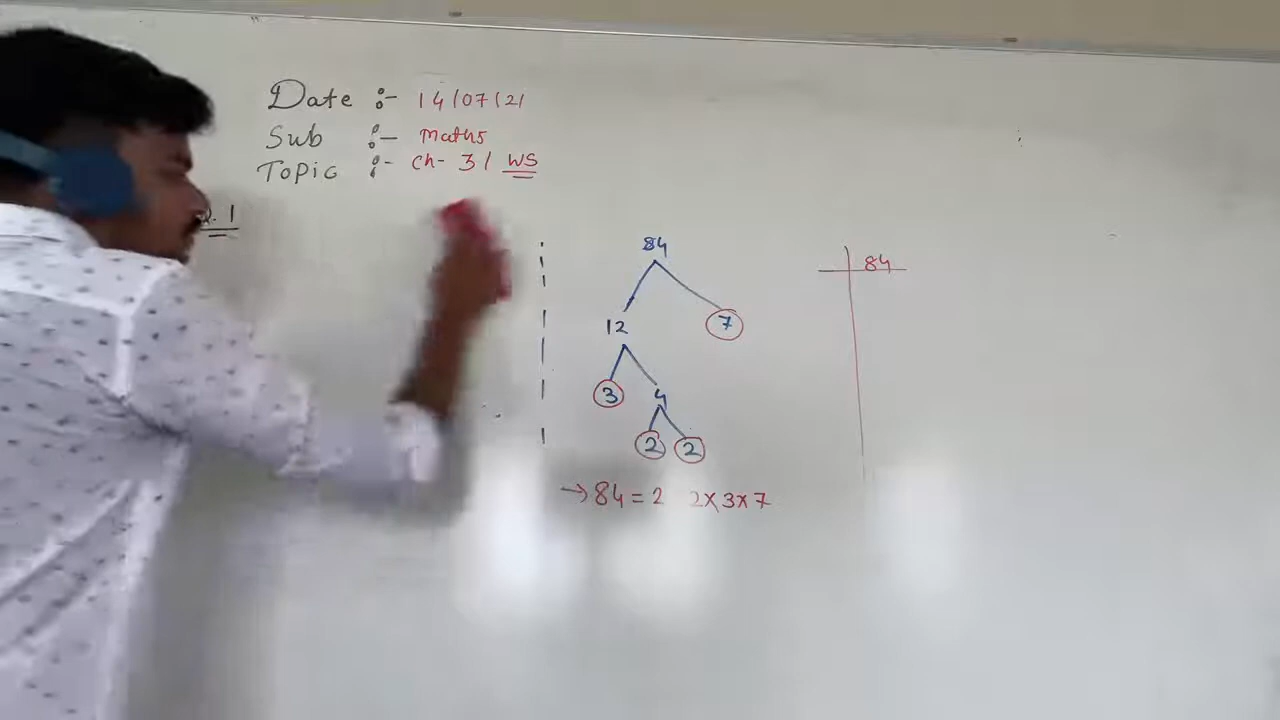 Date :- 14/07/21
Sub :- Maths
Topic :- Ch- 3 / WS
. 1
84
12 7
3 4
2 2
→ 84 = 2 2 x 3 x 7
84